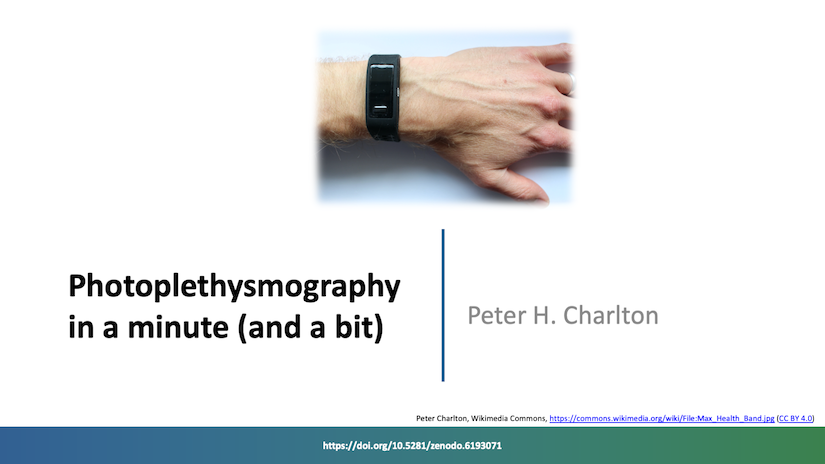 Photoplethysmography
in a minute (and a bit)
Peter H. Charlton
Peter Charlton, Wikimedia Commons, https://commons.wikimedia.org/wiki/File:Max_Health_Band.jpg (CC BY 4.0)
https://doi.org/10.5281/zenodo.6193071